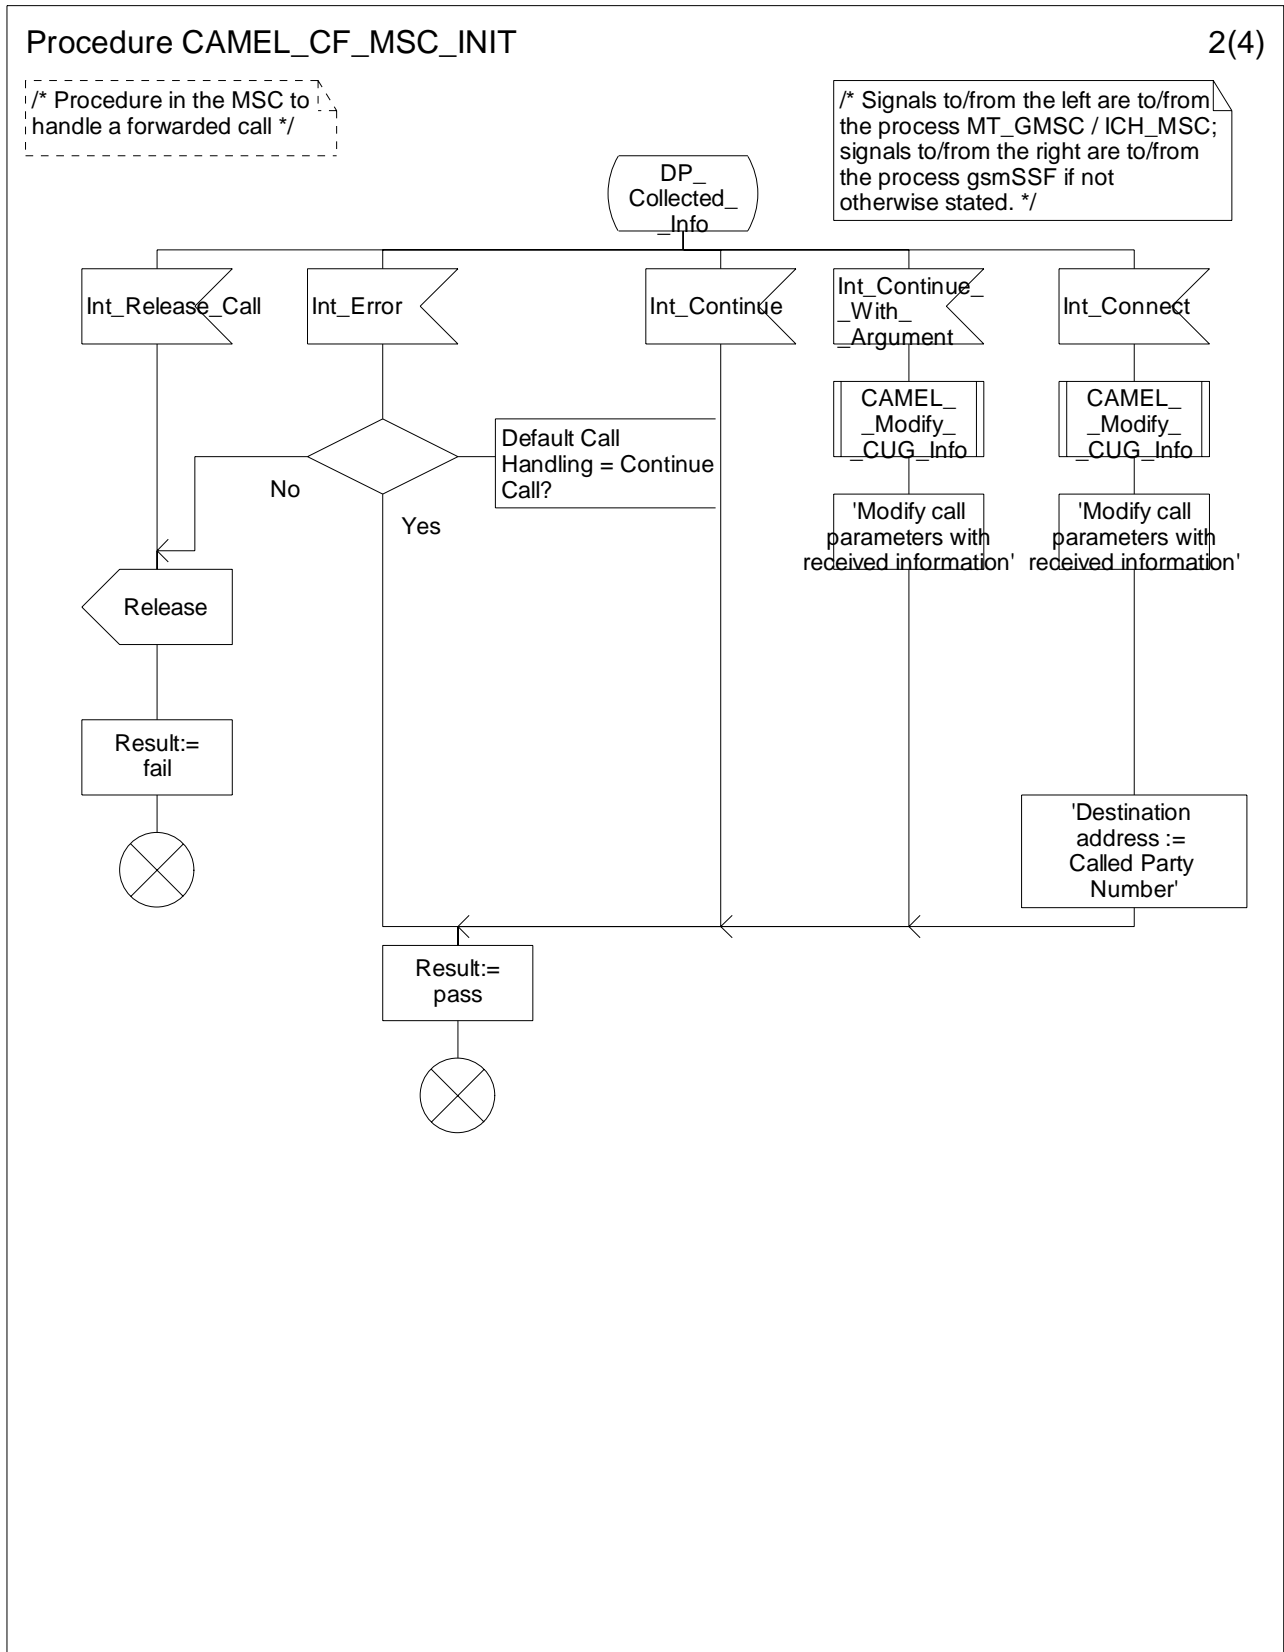 Procedure CAMEL_CF_MSC_INIT
2(4)
/* Procedure in the MSC to
handle a forwarded call */
/* Signals to/from the left are to/from
the process MT_GMSC / ICH_MSC;
signals to/from the right are to/from
the process gsmSSF if not
otherwise stated. */
DP_
Collected_
_Info
Int_Release_Call
Int_Error
Int_Continue
Int_Continue_
_With_
_Argument
Int_Connect
CAMEL_
_Modify_
_CUG_Info
CAMEL_
_Modify_
_CUG_Info
Default Call
Handling = Continue
Call?
No
Yes
'Modify call
parameters with
received information'
'Modify call
parameters with
received information'
Release
Result:=
fail
'Destination
address :=
Called Party
Number'
Result:=
pass